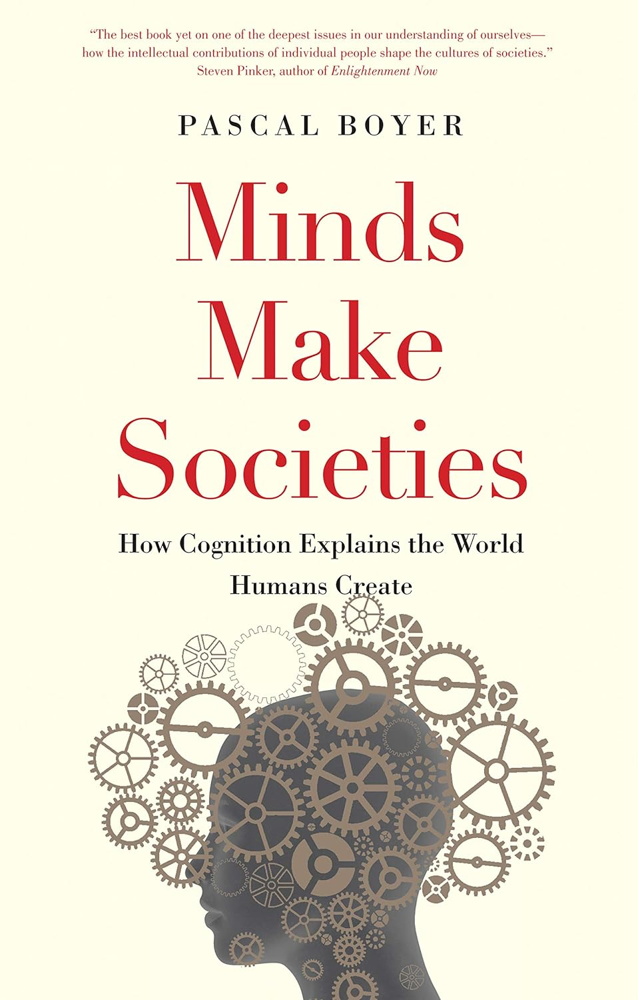 “The best book yet on one of the deepest issues in our understanding of ourselves—
how the intellectual contributions of individual people shape the cultures of societies.”
Steven Pinker, author of Enlightenment Now
PASCAL BOYER
Minds
Make
Societies
How Cognition Explains the World
Humans Create